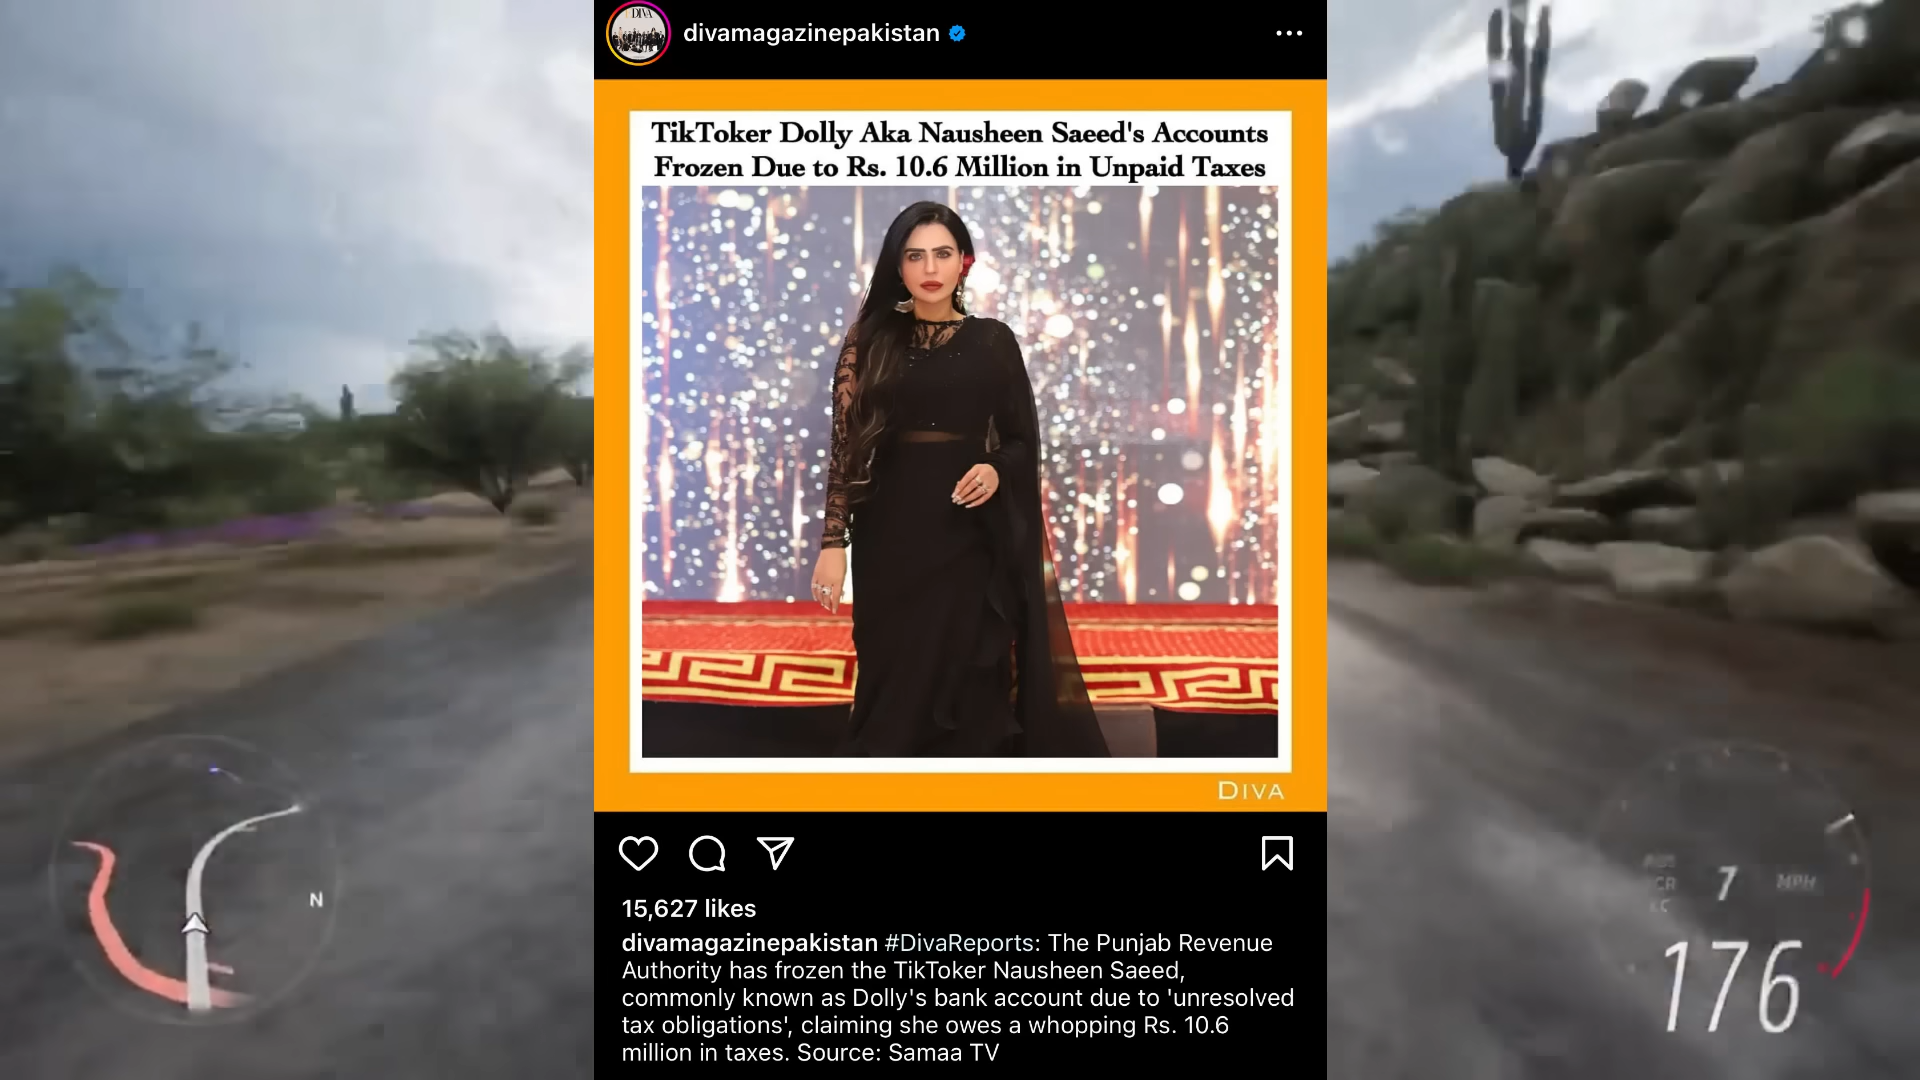 DIVA
divamagazinepakistan
TikToker Dolly Aka Nausheen Saeed's Accounts
Frozen Due to Rs. 10.6 Million in Unpaid Taxes
DIVA
15,627 likes
divamagazinepakistan #DivaReports: The Punjab Revenue
Authority has frozen the TikToker Nausheen Saeed,
commonly known as Dolly's bank account due to 'unresolved
tax obligations', claiming she owes a whopping Rs. 10.6
million in taxes. Source: Samaa TV
N
7
MPH
176